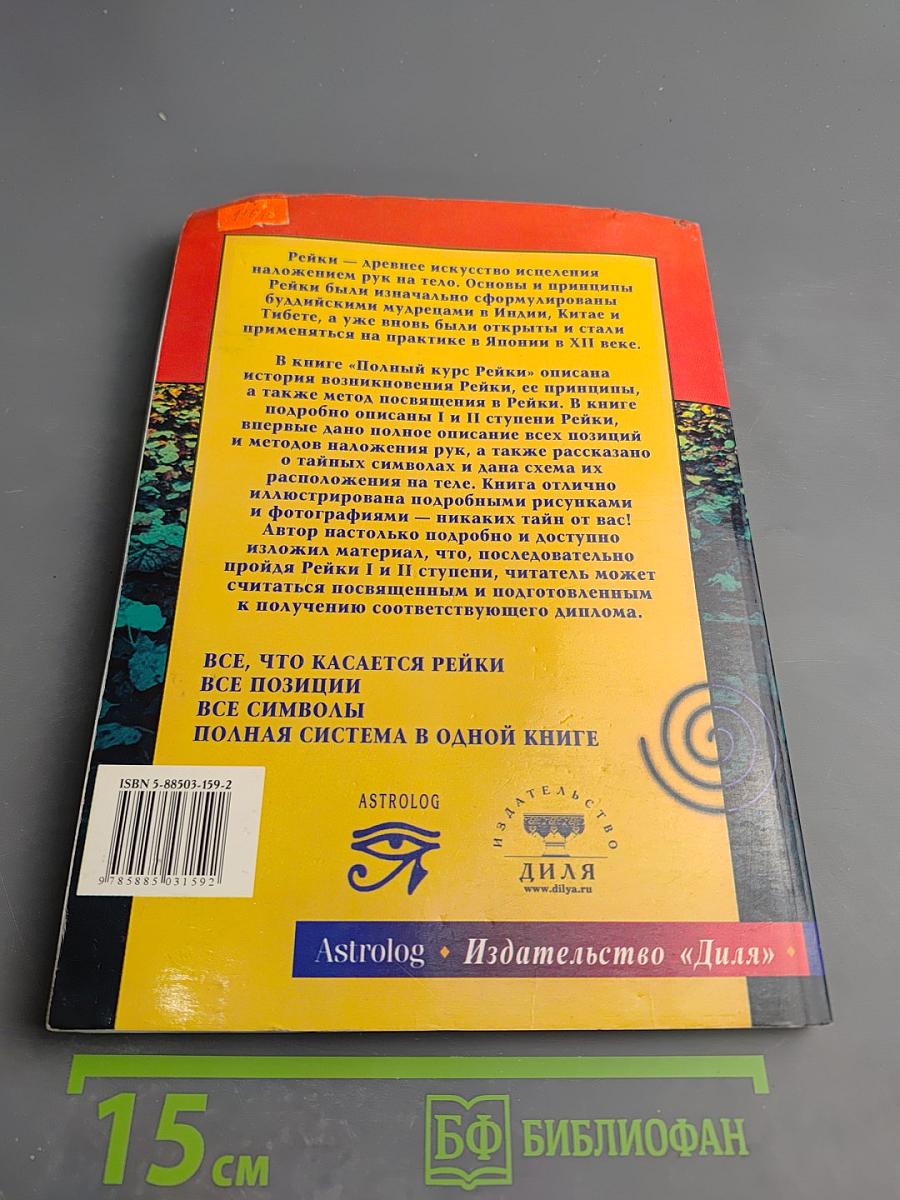 Рейки — древнее искусство исцеления
наложением рук на тело. Основы и принципы
Рейки были изначально сформулированы
буддийскими мудрецами в Индии, Китае и
Тибете, а уже вновь были открыты и стали
применяться на практике в Японии в XII веке.
В книге «Полный курс Рейки» описана
история возникновения Рейки, ее принципы,
а также метод посвящения в Рейки. В книге
подробно описаны I и II ступени Рейки,
впервые дано полное описание всех позиций
и методов наложения рук, а также рассказано
о тайных символах и дана схема их
расположения на теле. Книга отлично
иллюстрирована подробными рисунками
и фотографиями — никаких тайн от вас!
Автор настолько подробно и доступно
изложил материал, что, последовательно
пройдя Рейки I и II ступени, читатель может
считаться посвященным и подготовленным
к получению соответствующего диплома.
ВСЕ, ЧТО КАСАЕТСЯ РЕЙКИ
ВСЕ ПОЗИЦИИ
ВСЕ СИМВОЛЫ
ПОЛНАЯ СИСТЕМА В ОДНОЙ КНИГЕ
ISBN 5-88503-159-2
9 785885 031592
ASTROLOG
ИЗДАТЕЛЬСТВО
ДИЛЯ
www.dilya.ru
Astrolog • Издательство «Диля» •
15 см
БФ БИБЛИОФАН